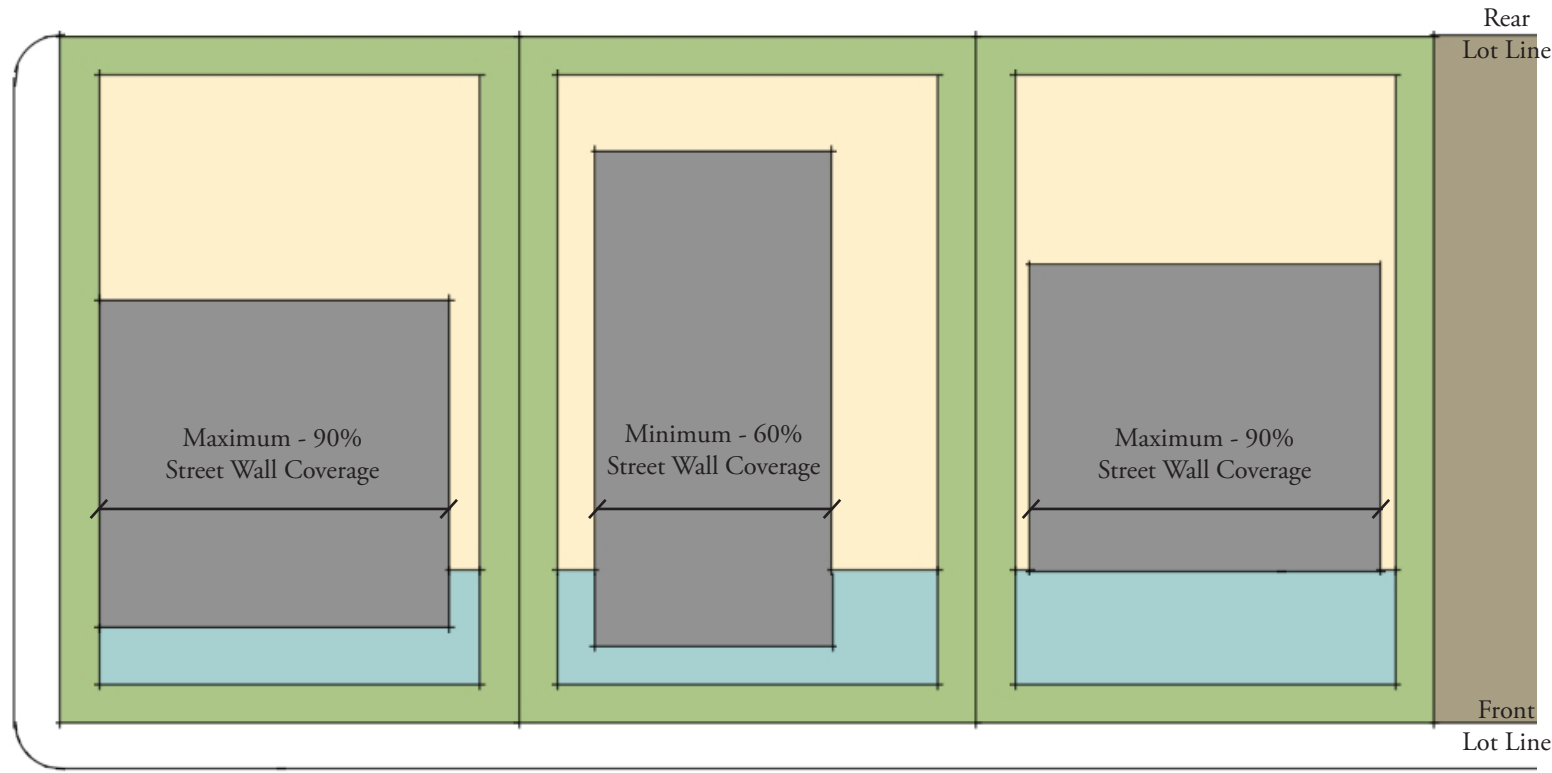 Rear
Lot Line
Maximum - 90%
Street Wall Coverage
Minimum - 60%
Street Wall Coverage
Maximum - 90%
Street Wall Coverage
Front
Lot Line